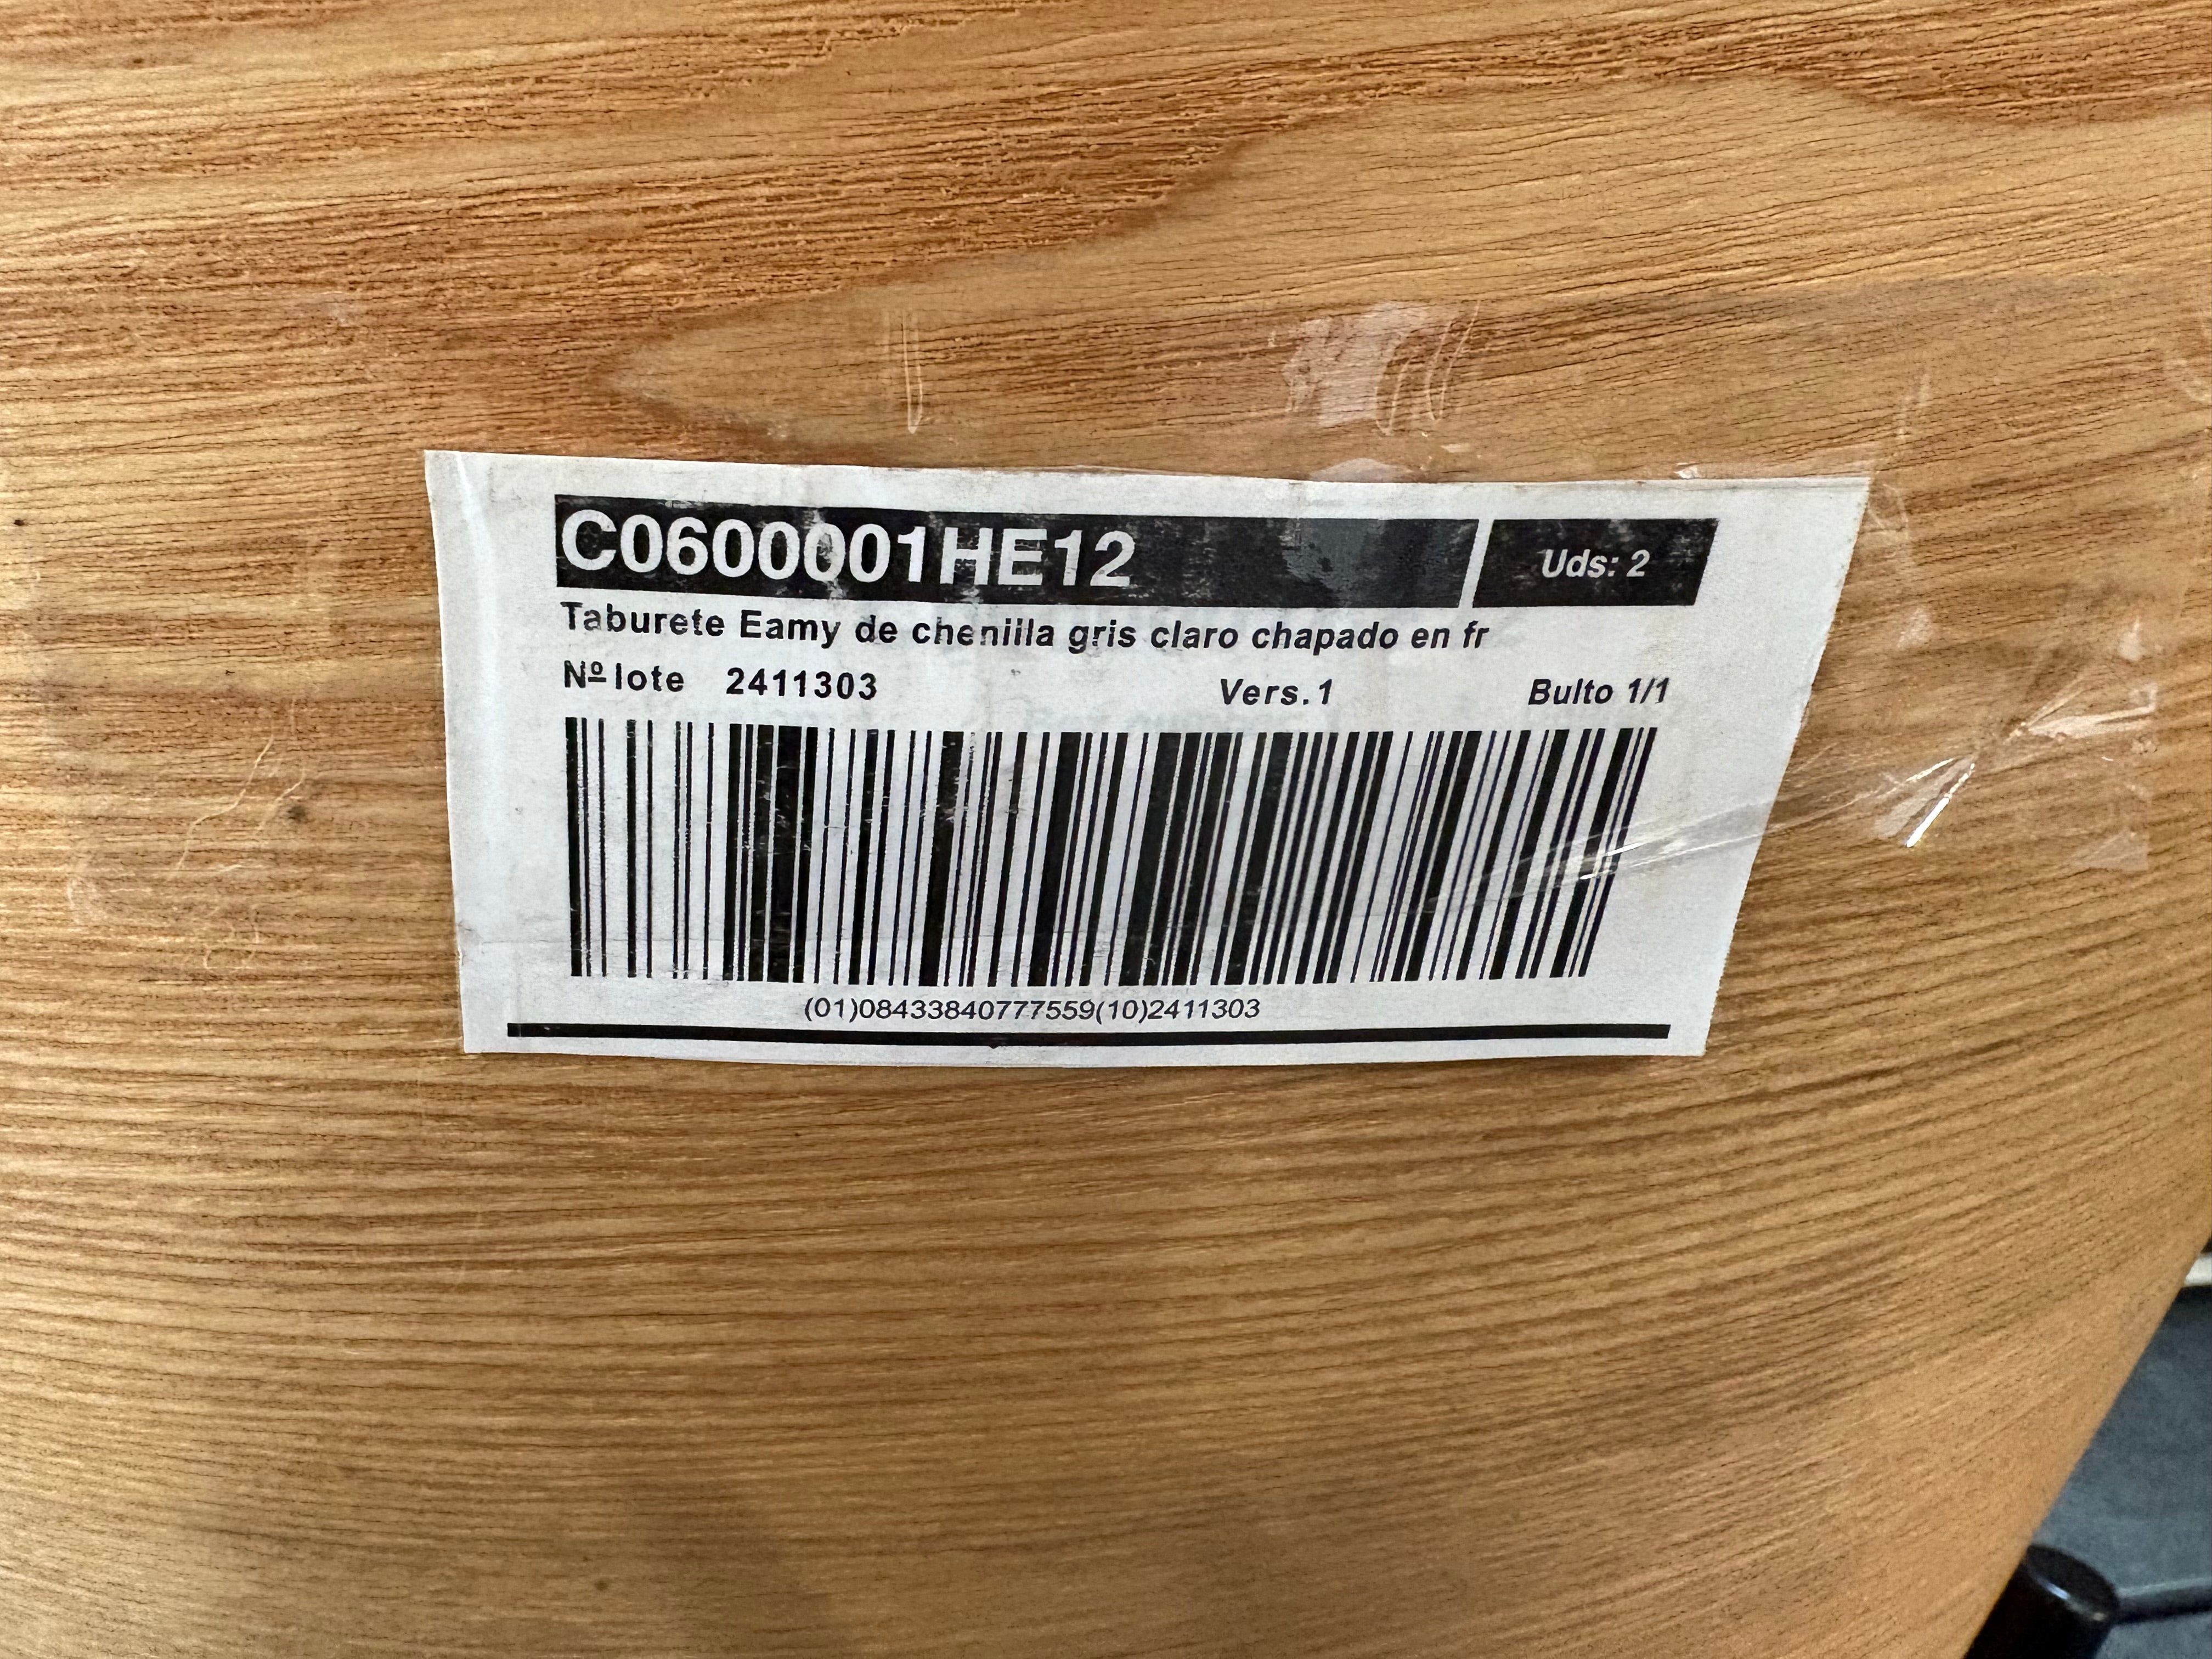 C0600001HE12
Uds: 2
Taburete Eamy de chenilla gris claro chapado en fr
Nº lote 2411303 Vers.1 Bulto 1/1
(01)08433840777559(10)2411303